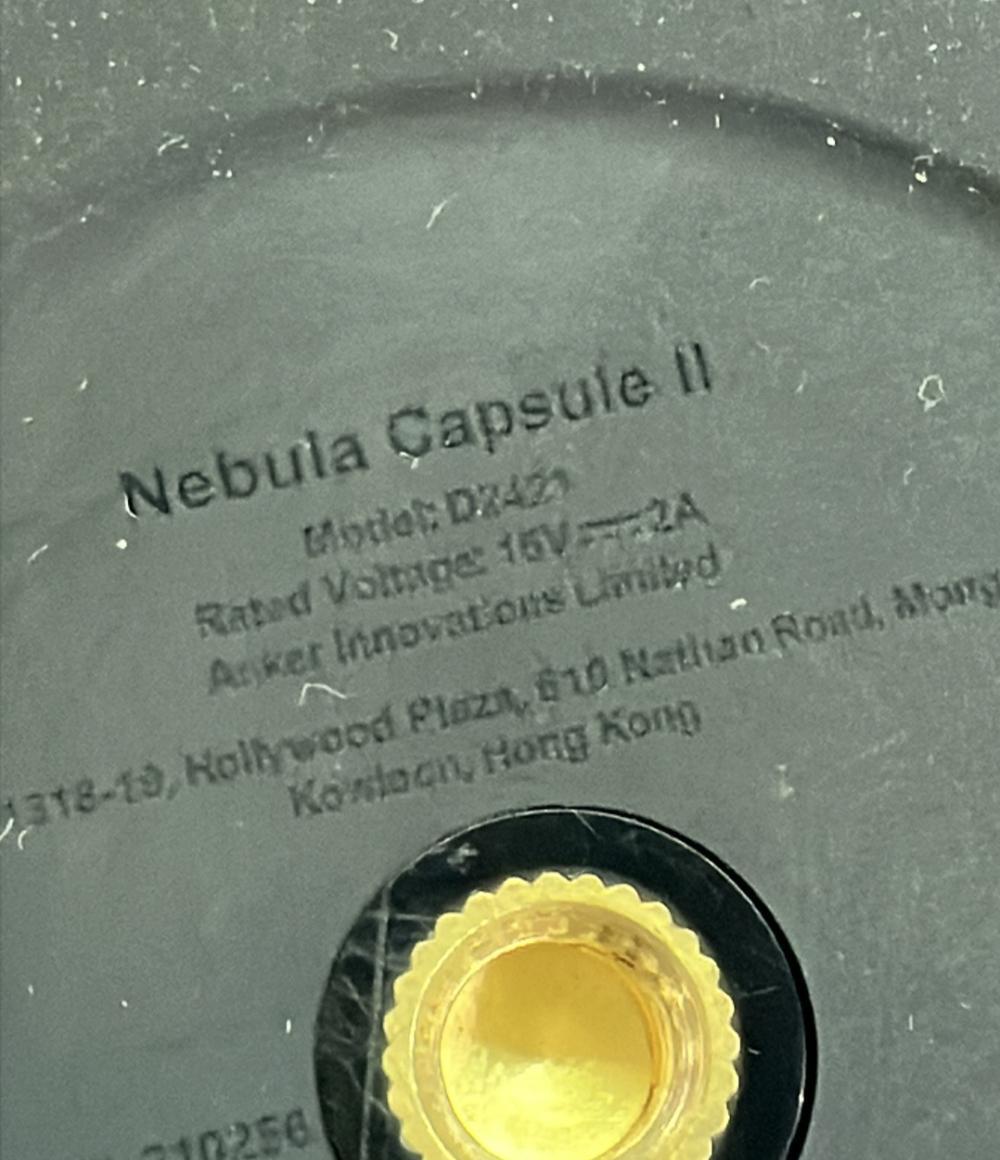 Nebula Capsule II
Model: D2421
Rated Voltage: 15V⎓2A
Anker Innovations Limited
1318-19, Hollywood Plaza, 610 Nathan Road, Mong
Kowloon, Hong Kong
310256